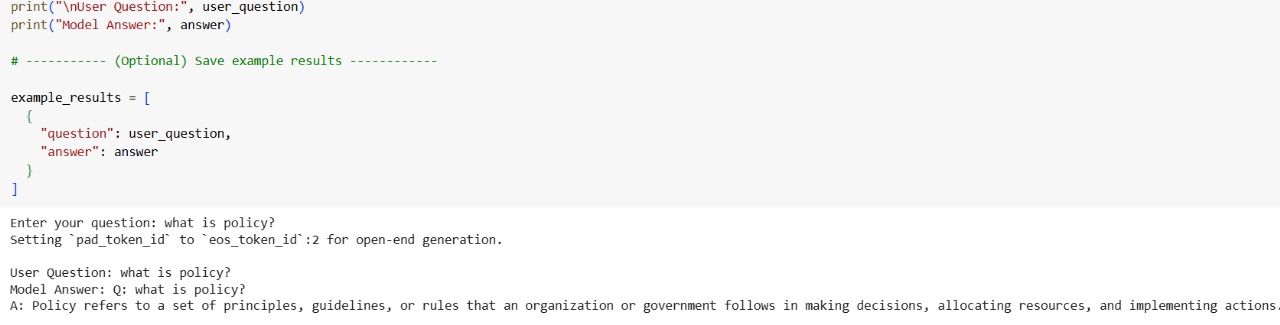 print("\nUser Question:", user_question)
print("Model Answer:", answer)
# ----------- (Optional) Save example results ------------
example_results = [
  {
    "question": user_question,
    "answer": answer
  }
]
Enter your question: what is policy?
Setting `pad_token_id` to `eos_token_id`:2 for open-end generation.
User Question: what is policy?
Model Answer: Q: what is policy?
A: Policy refers to a set of principles, guidelines, or rules that an organization or government follows in making decisions, allocating resources, and implementing actions.